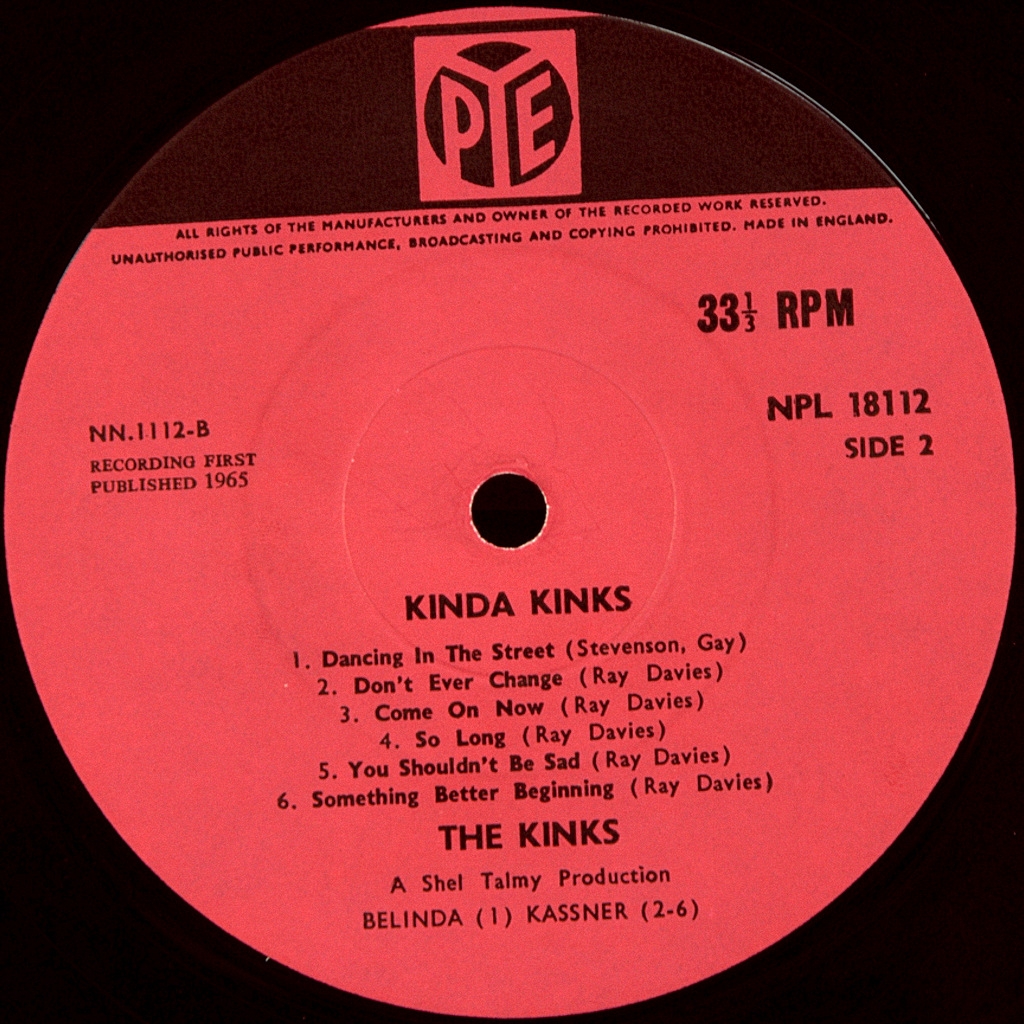 PYE
ALL RIGHTS OF THE MANUFACTURERS AND OWNER OF THE RECORDED WORK RESERVED.
UNAUTHORISED PUBLIC PERFORMANCE, BROADCASTING AND COPYING PROHIBITED. MADE IN ENGLAND.
33⅓ RPM
NPL 18112
SIDE 2
NN.1112-B
RECORDING FIRST
PUBLISHED 1965
KINDA KINKS
1. Dancing In The Street (Stevenson, Gay)
2. Don't Ever Change (Ray Davies)
3. Come On Now (Ray Davies)
4. So Long (Ray Davies)
5. You Shouldn't Be Sad (Ray Davies)
6. Something Better Beginning (Ray Davies)
THE KINKS
A Shel Talmy Production
BELINDA (1) KASSNER (2-6)